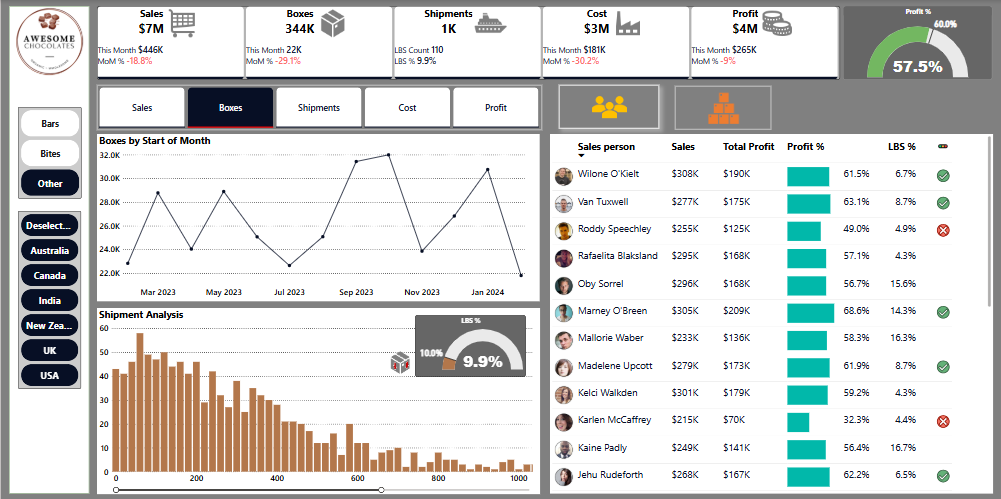 AWESOME
CHOCOLATES
Sales
$7M
This Month $446K
MoM % -18.8%
Boxes
344K
This Month 22K
MoM % -29.1%
Shipments
1K
LBS Count 110
LBS % 9.9%
Cost
$3M
This Month $181K
MoM % -30.2%
Profit
$4M
This Month $265K
MoM % -9%
Profit %
60.0%
57.5%
Bars
Bites
Other
Deselect...
Australia
Canada
India
New Zea...
UK
USA
Sales Boxes Shipments Cost Profit
Boxes by Start of Month
32.0K
30.0K
28.0K
26.0K
24.0K
22.0K
Mar 2023 May 2023 Jul 2023 Sep 2023 Nov 2023 Jan 2024
Shipment Analysis
60
50
40
30
20
10
0
0 200 400 600 800 1000
LBS %
10.0%
9.9%
Sales person Sales Total Profit Profit % LBS %
Wilone O'Kielt $308K $190K 61.5% 6.7%
Van Tuxwell $277K $175K 63.1% 8.7%
Roddy Speechley $255K $125K 49.0% 4.9%
Rafaelita Blaksland $295K $168K 57.1% 4.3%
Oby Sorrel $296K $168K 56.7% 15.6%
Marney O'Breen $305K $209K 68.6% 14.3%
Mallorie Waber $233K $136K 58.3% 16.3%
Madelene Upcott $279K $173K 61.9% 8.7%
Kelci Walkden $301K $179K 59.2% 4.3%
Karlen McCaffrey $215K $70K 32.3% 4.4%
Kaine Padly $249K $141K 56.4% 16.7%
Jehu Rudeforth $268K $167K 62.2% 6.5%